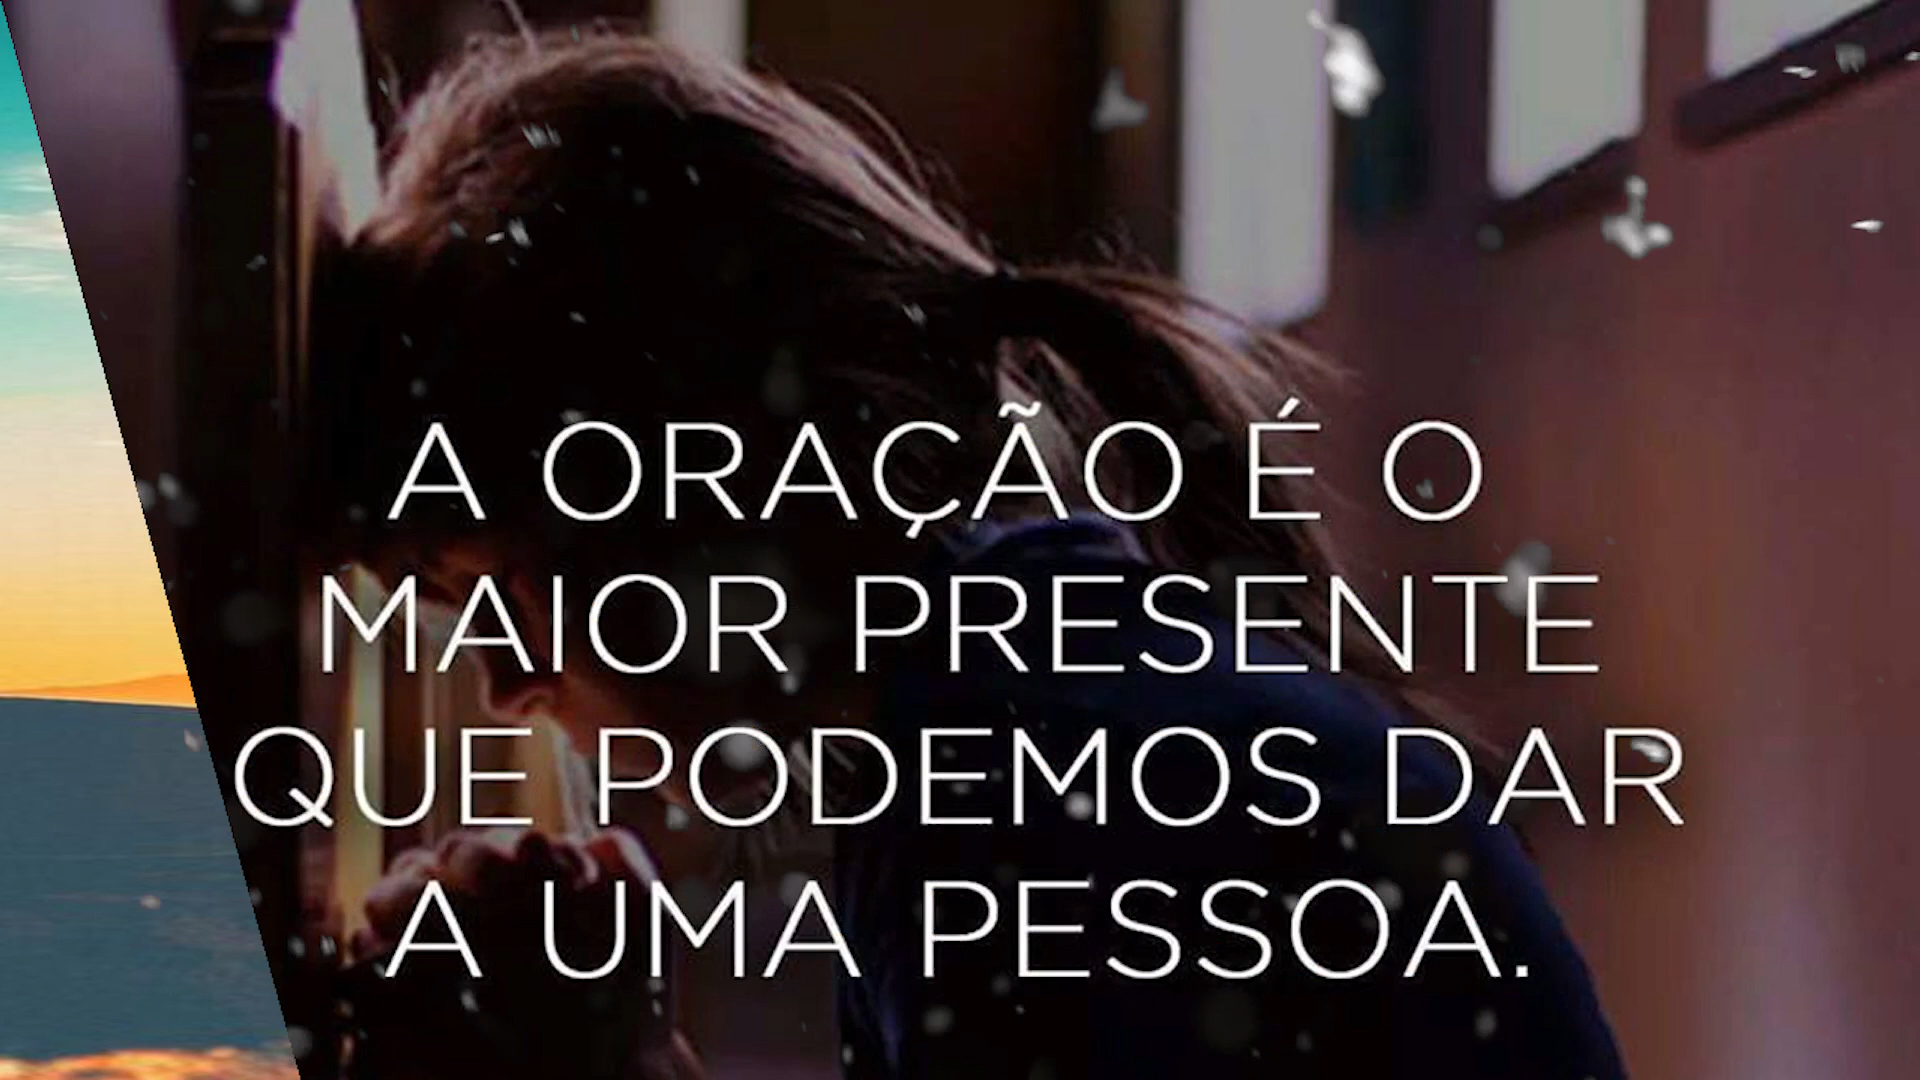 A ORAÇÃO É O
MAIOR PRESENTE
QUE PODEMOS DAR
A UMA PESSOA.